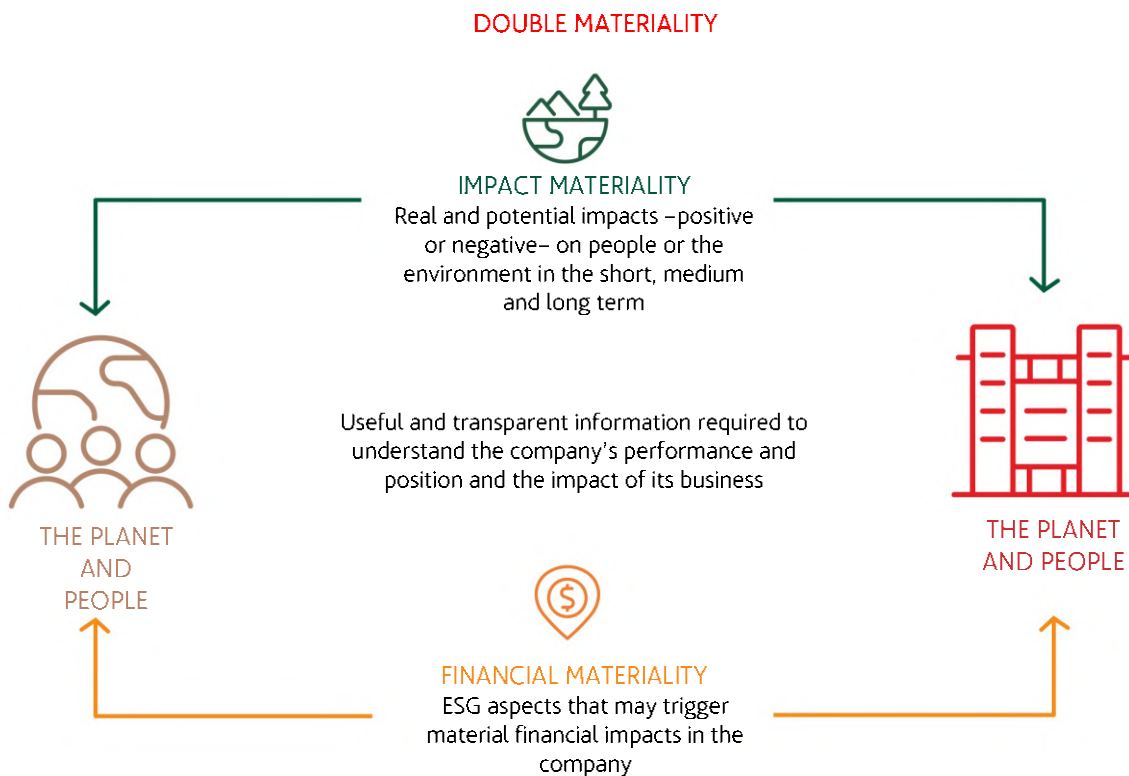 DOUBLE MATERIALITY
IMPACT MATERIALITY
Real and potential impacts –positive
or negative– on people or the
environment in the short, medium
and long term
Useful and transparent information required to
understand the company's performance and
position and the impact of its business
THE PLANET
AND
PEOPLE
THE PLANET
AND PEOPLE
$
FINANCIAL MATERIALITY
ESG aspects that may trigger
material financial impacts in the
company